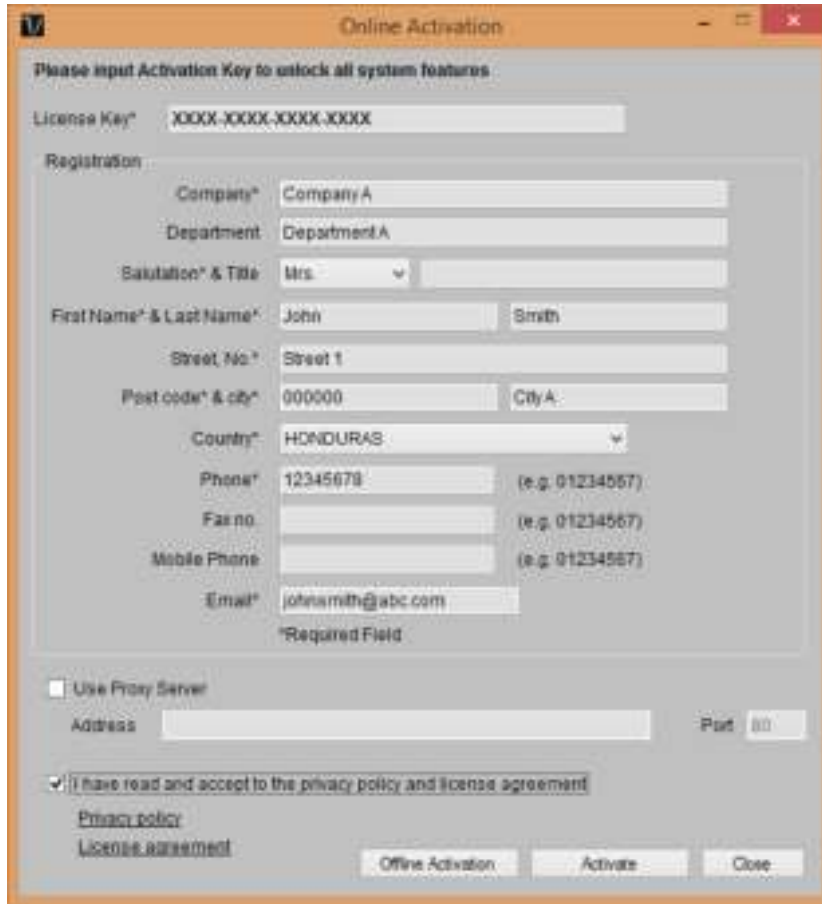 Online Activation
Please input Activation Key to unlock all system features
License Key* XXXX-XXXX-XXXX-XXXX
Registration
Company* Company A
Department Department A
Salutation* & Title Mrs.
First Name* & Last Name* John Smith
Street, No.* Street 1
Post code* & city* 000000 City A
Country* HONDURAS
Phone* 12345678 (e.g. 01234567)
Fax no. (e.g. 01234567)
Mobile Phone (e.g. 01234567)
Email* johnsmith@abc.com
*Required Field
Use Proxy Server
Address Port 80
I have read and accept to the privacy policy and license agreement
Privacy policy
License agreement
Offline Activation Activate Close